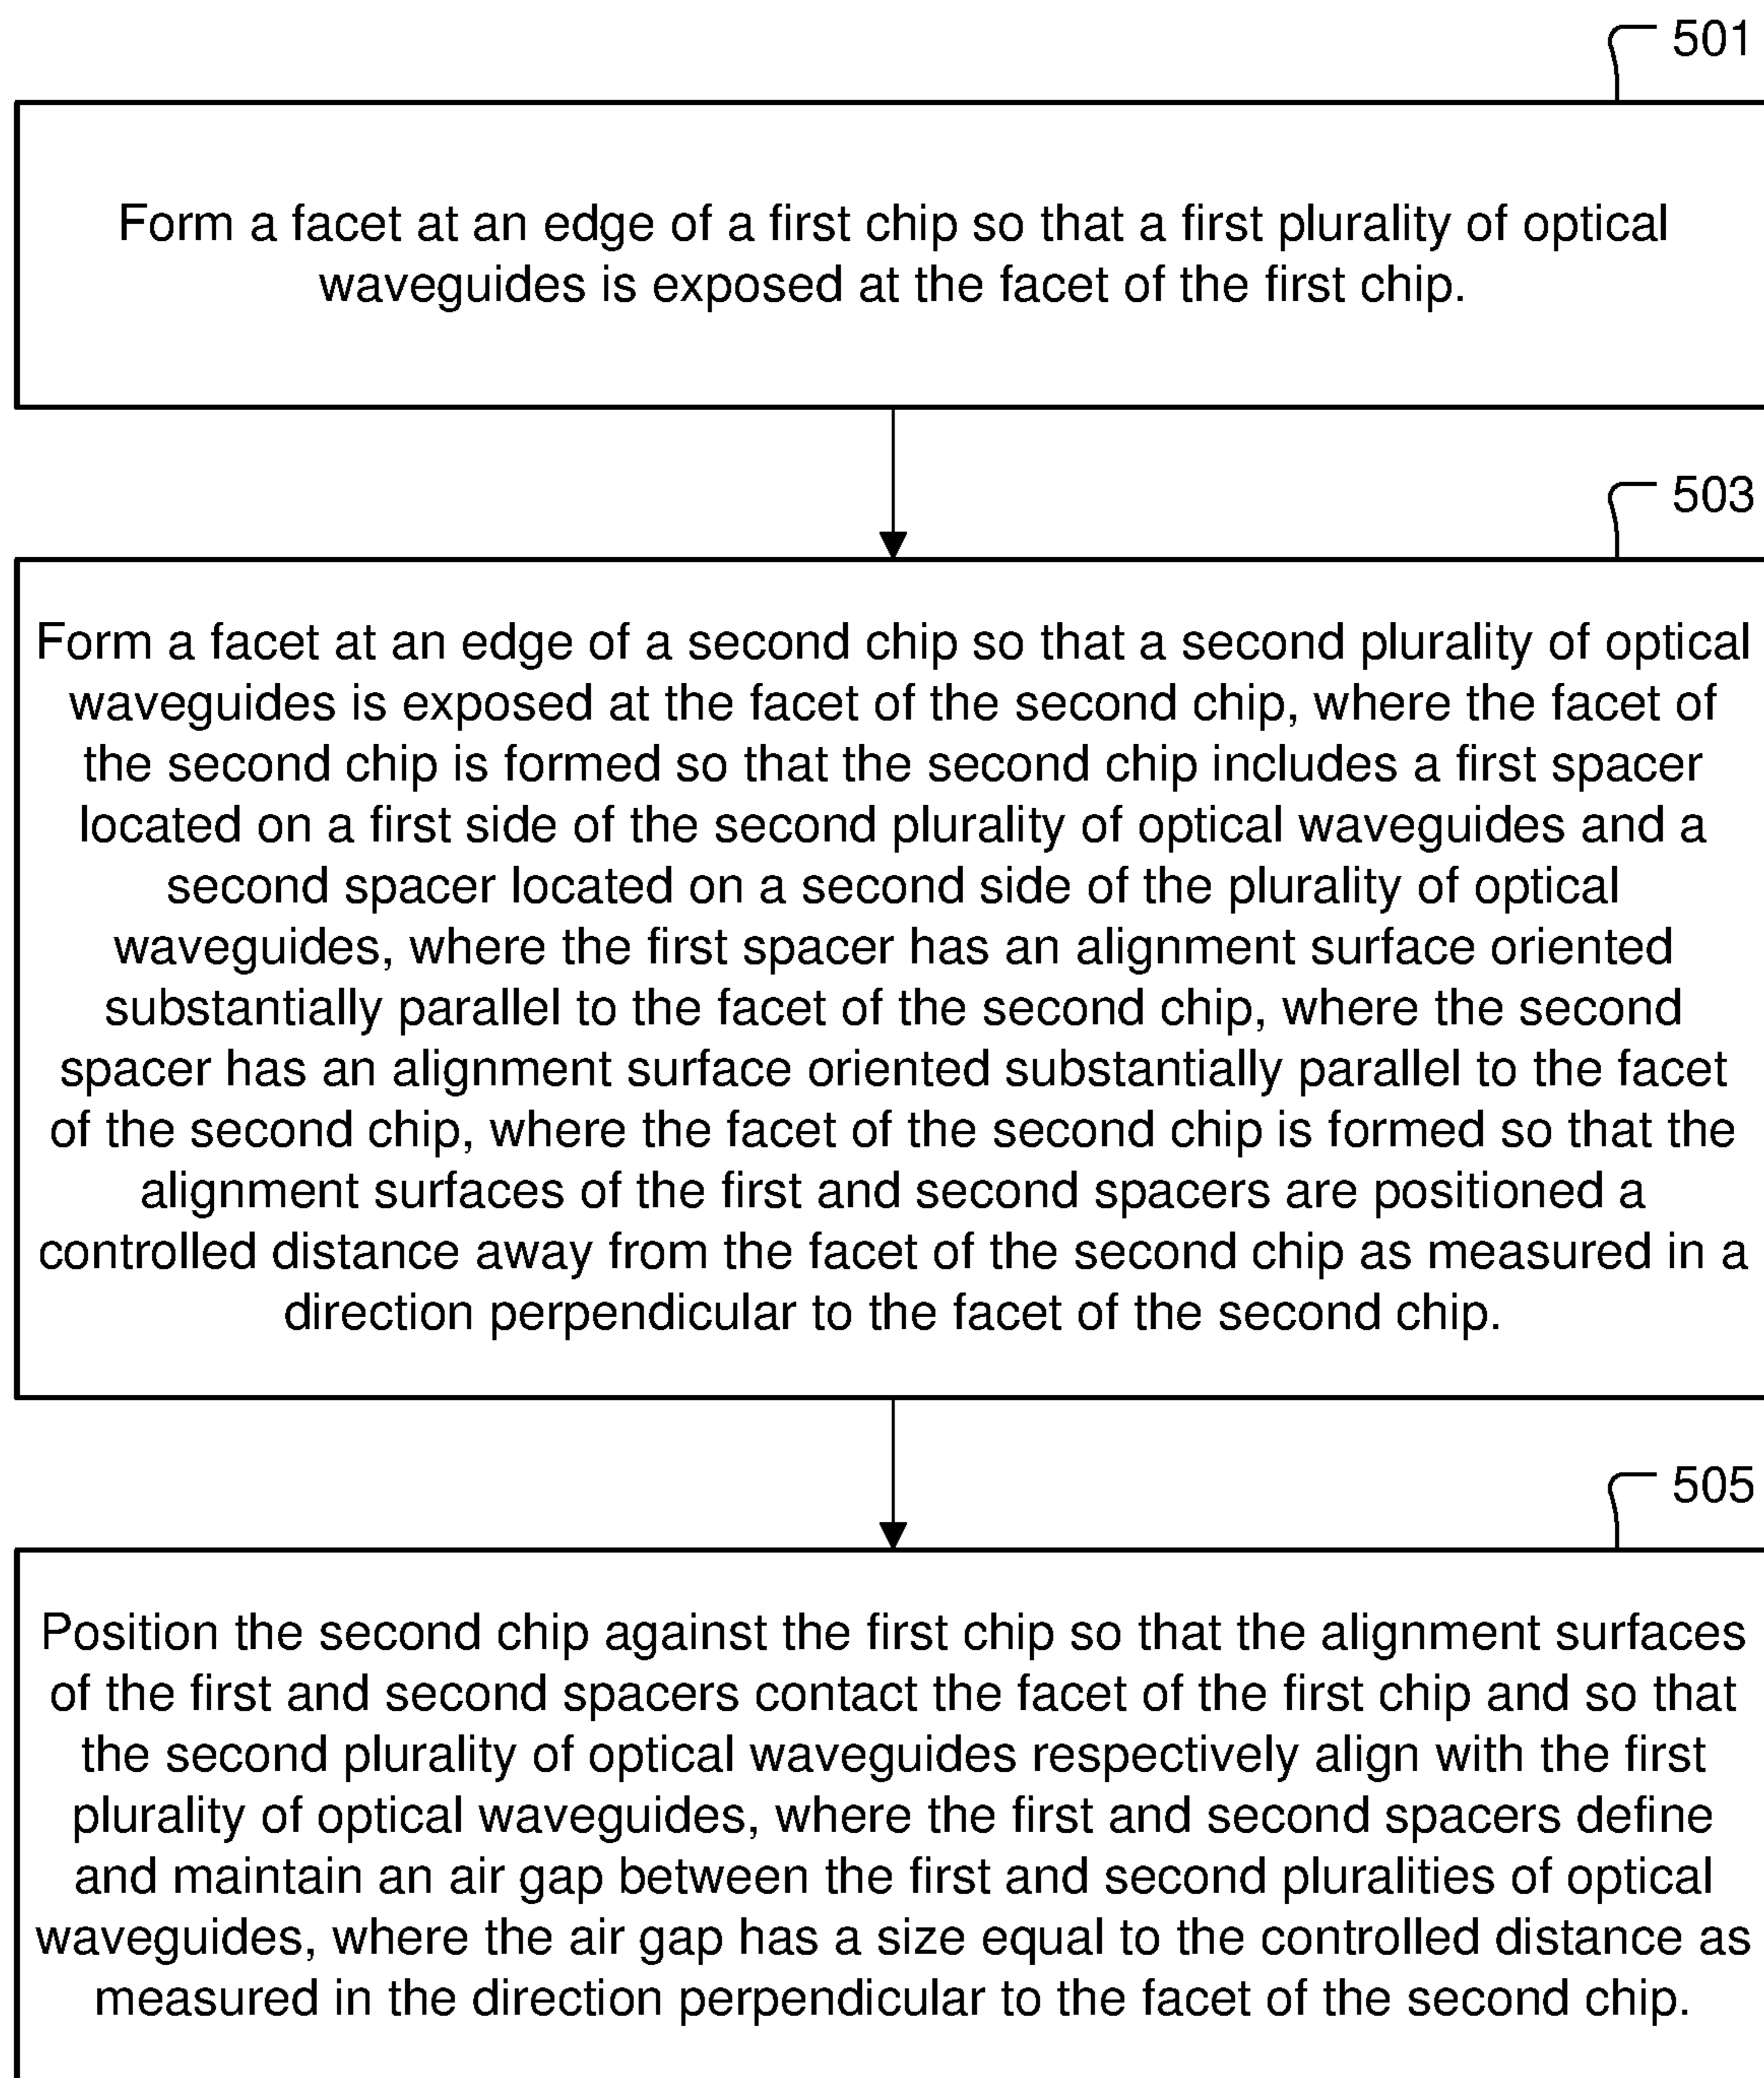 501
Form a facet at an edge of a first chip so that a first plurality of optical
waveguides is exposed at the facet of the first chip.
503
Form a facet at an edge of a second chip so that a second plurality of optical
waveguides is exposed at the facet of the second chip, where the facet of
the second chip is formed so that the second chip includes a first spacer
located on a first side of the second plurality of optical waveguides and a
second spacer located on a second side of the plurality of optical
waveguides, where the first spacer has an alignment surface oriented
substantially parallel to the facet of the second chip, where the second
spacer has an alignment surface oriented substantially parallel to the facet
of the second chip, where the facet of the second chip is formed so that the
alignment surfaces of the first and second spacers are positioned a
controlled distance away from the facet of the second chip as measured in a
direction perpendicular to the facet of the second chip.
505
Position the second chip against the first chip so that the alignment surfaces
of the first and second spacers contact the facet of the first chip and so that
the second plurality of optical waveguides respectively align with the first
plurality of optical waveguides, where the first and second spacers define
and maintain an air gap between the first and second pluralities of optical
waveguides, where the air gap has a size equal to the controlled distance as
measured in the direction perpendicular to the facet of the second chip.